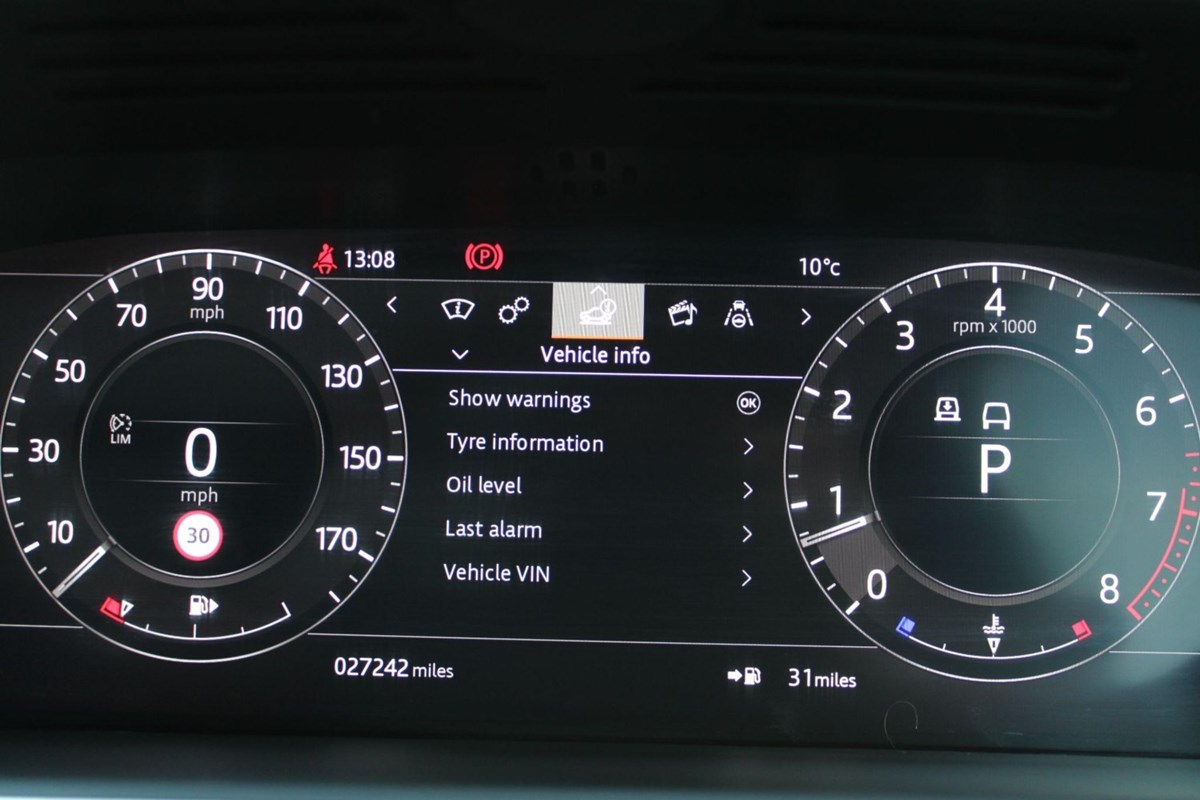 13:08
P
10°c
Vehicle info
Show warnings
OK
Tyre information
Oil level
Last alarm
Vehicle VIN
10
30
50
70
90
mph
110
130
150
170
LIM
0
mph
30
0
1
2
3
4
rpm x 1000
5
6
7
8
P
027242 miles
31 miles